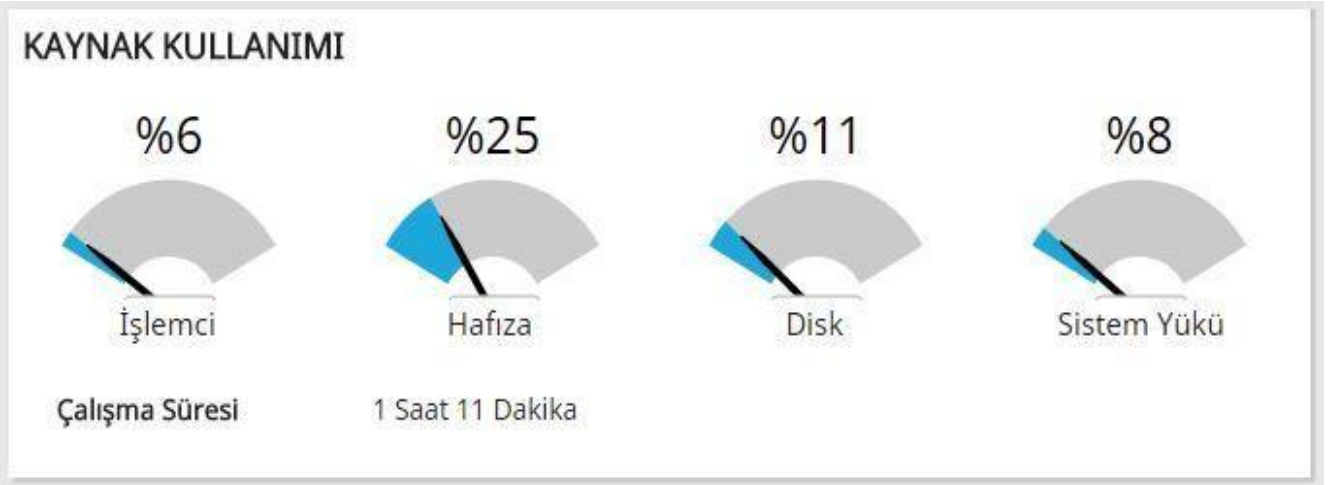 KAYNAK KULLANIMI
%6 %25 %11 %8
İşlemci Hafıza Disk Sistem Yükü
Çalışma Süresi 1 Saat 11 Dakika